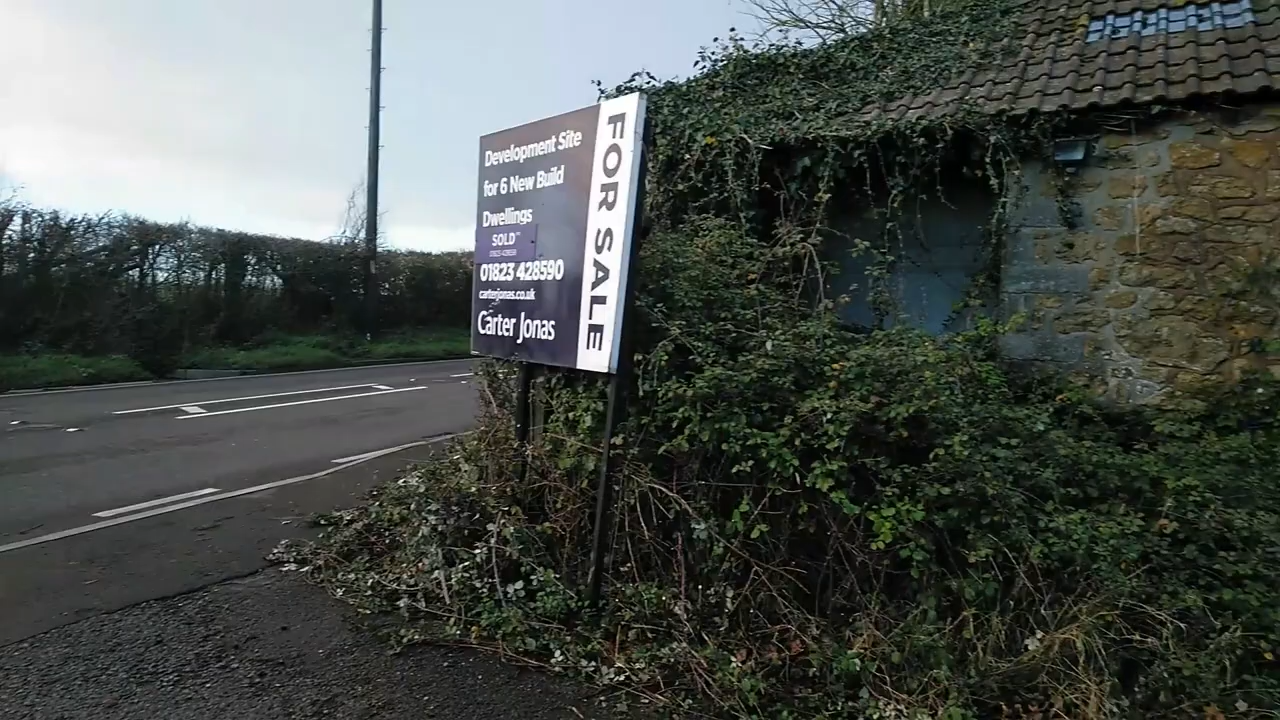 Development Site
for 6 New Build
Dwellings
SOLD
01823 428590
carterjonas.co.uk
Carter Jonas
FOR SALE